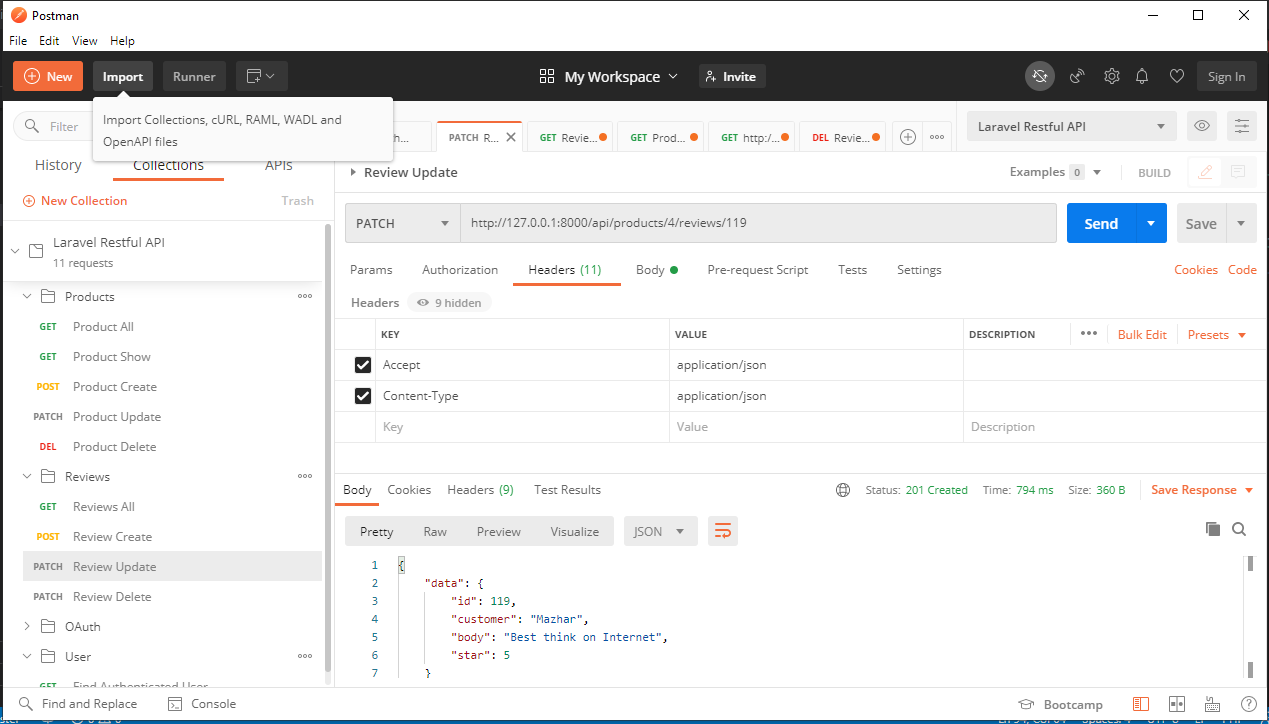 Postman
File Edit View Help
New Import Runner My Workspace Invite Sign In
Import Collections, cURL, RAML, WADL and
OpenAPI files
Filter
History Collections APIs
New Collection Trash
Laravel Restful API
11 requests
Products
GET Product All
GET Product Show
POST Product Create
PATCH Product Update
DEL Product Delete
Reviews
GET Reviews All
POST Review Create
PATCH Review Update
PATCH Review Delete
OAuth
User
GET Find Authenticated User
PATCH R... GET Revie... GET Prod... GET http:/... DEL Revie...
Laravel Restful API
Review Update Examples 0 BUILD
PATCH http://127.0.0.1:8000/api/products/4/reviews/119 Send Save
Params Authorization Headers (11) Body Pre-request Script Tests Settings Cookies Code
Headers 9 hidden
KEY VALUE DESCRIPTION Bulk Edit Presets
Accept application/json
Content-Type application/json
Key Value Description
Body Cookies Headers (9) Test Results Status: 201 Created Time: 794 ms Size: 360 B Save Response
Pretty Raw Preview Visualize JSON
1 {
2 "data": {
3 "id": 119,
4 "customer": "Mazhar",
5 "body": "Best think on Internet",
6 "star": 5
7 }
Find and Replace Console Bootcamp